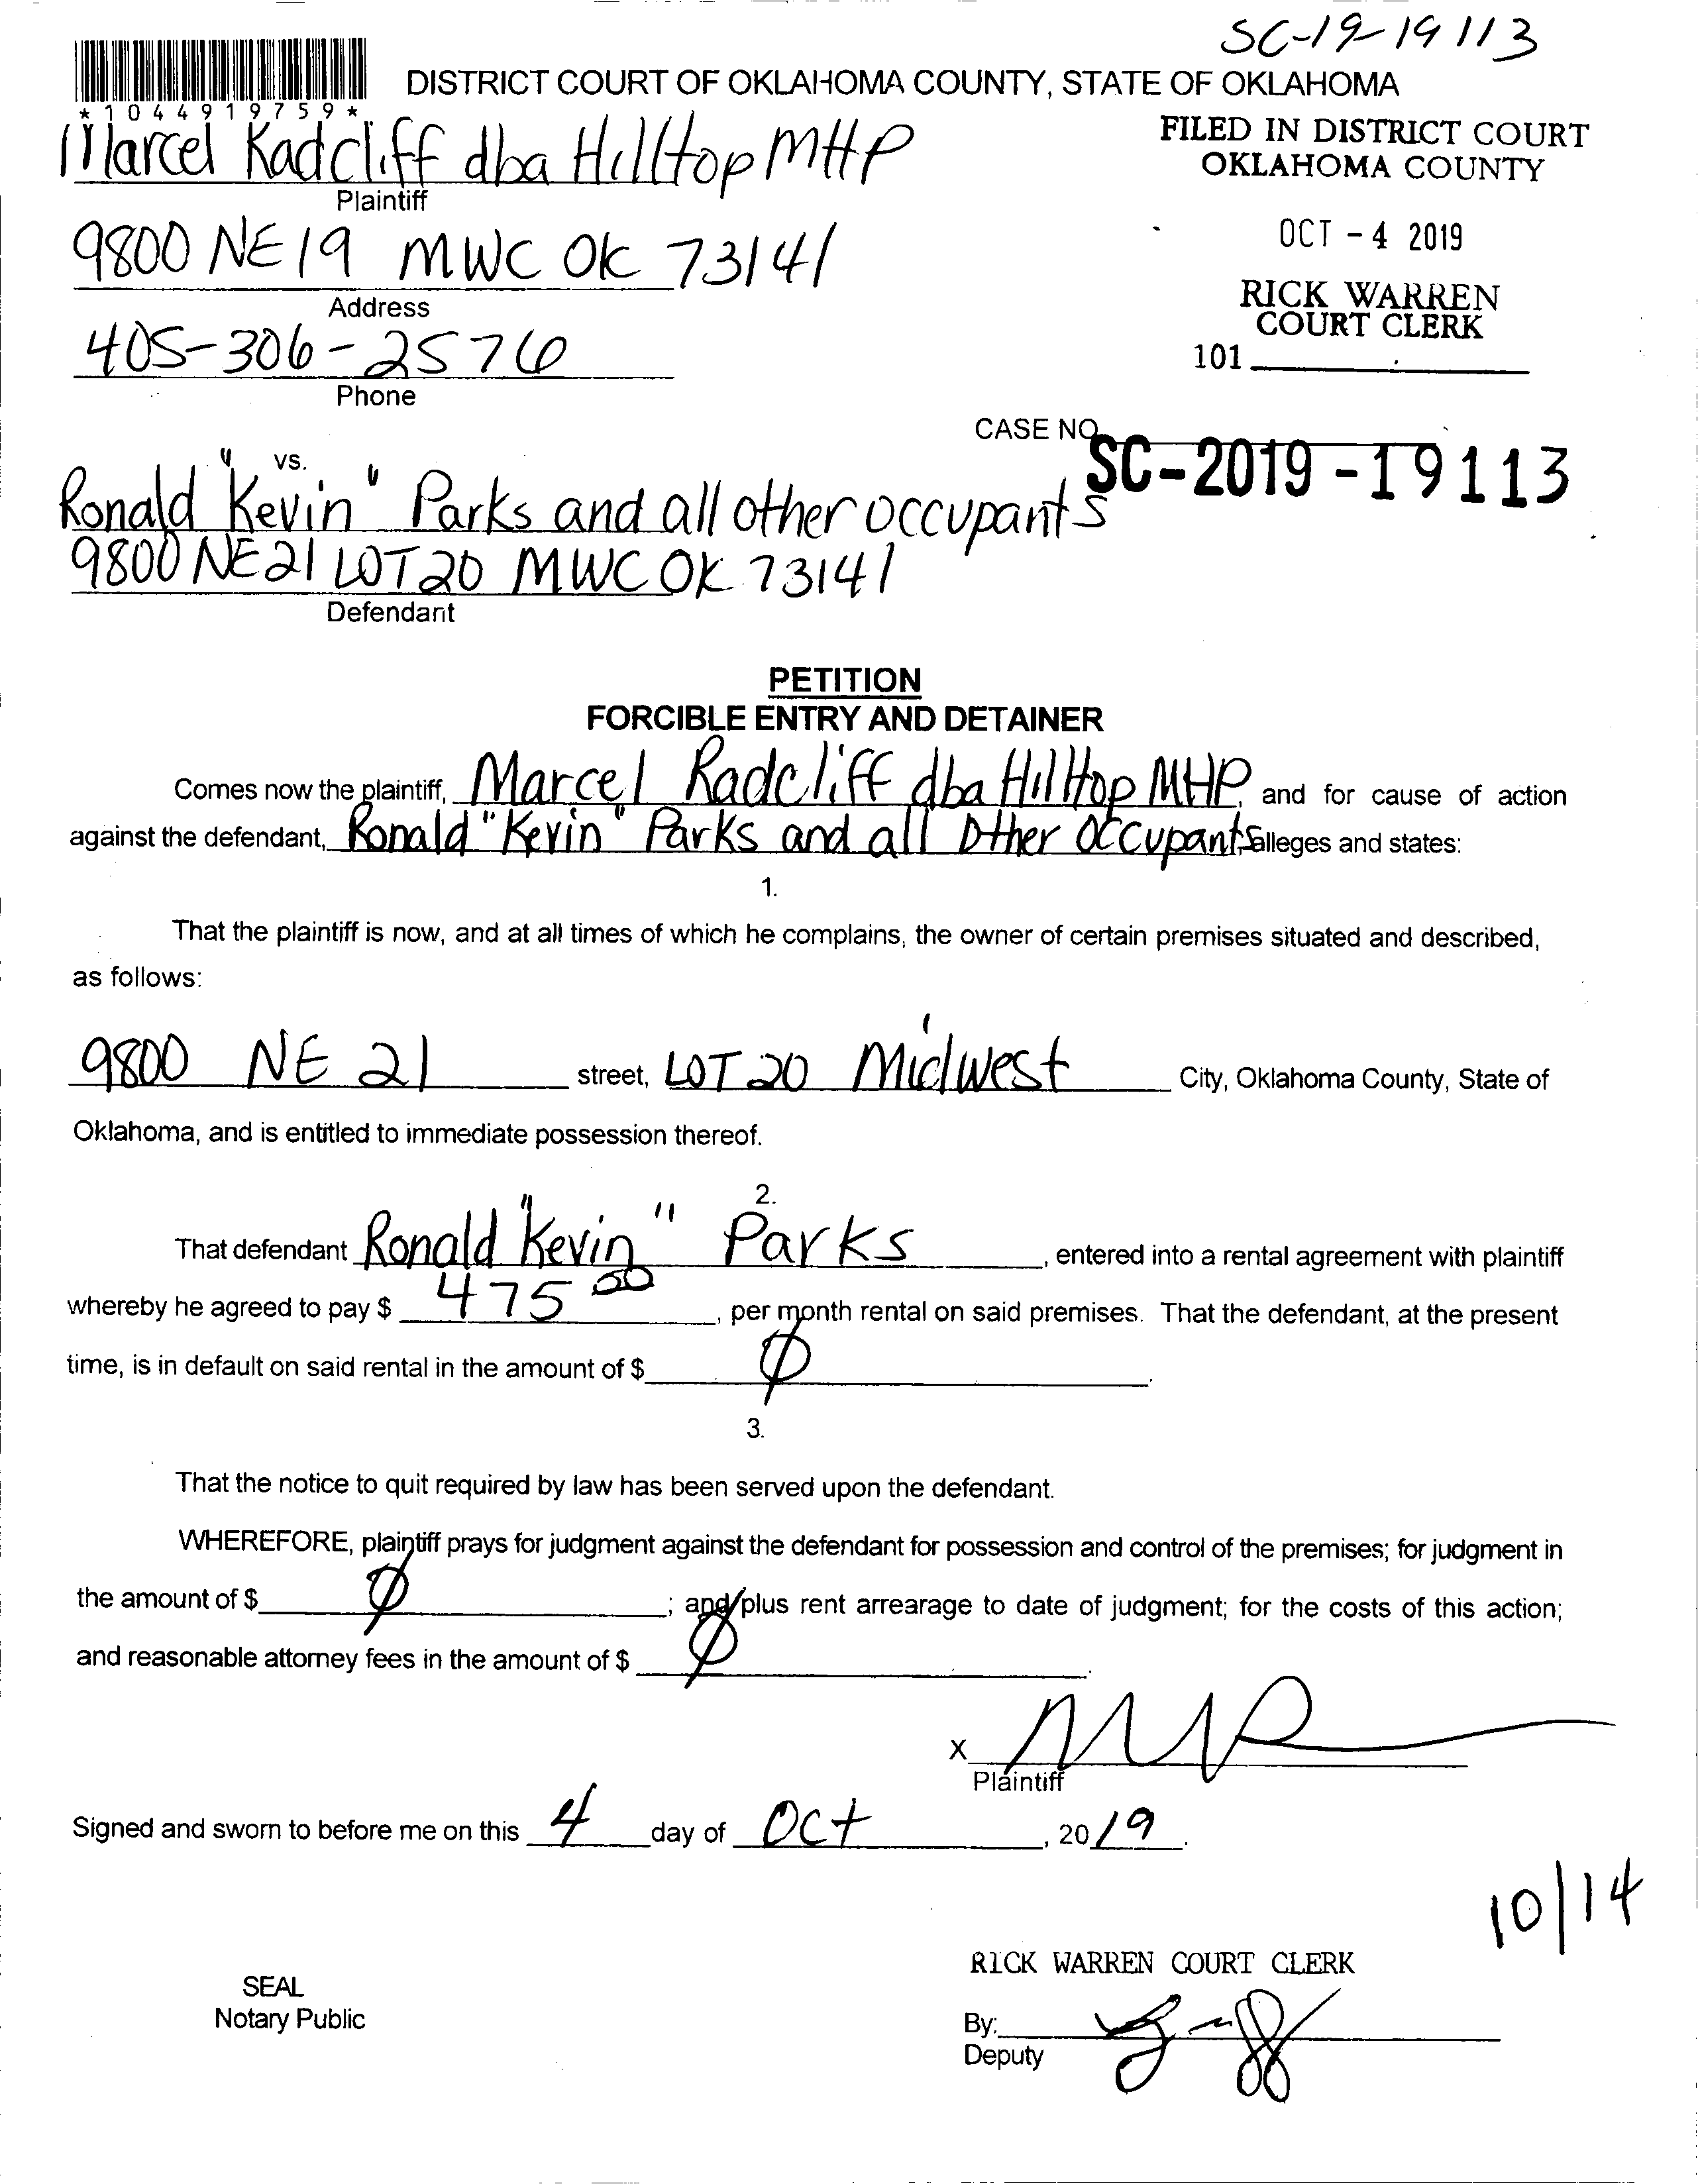 SC-19-19113
DISTRICT COURT OF OKLAHOMA COUNTY, STATE OF OKLAHOMA
*1044919759*
Marcel Radcliff dba Hilltop MHP
Plaintiff
FILED IN DISTRICT COURT
OKLAHOMA COUNTY
9800 NE 19 MWC OK 73141
Address
OCT - 4 2019
RICK WARREN
COURT CLERK
405-306-2576
Phone
101
CASE NO.
SC-2019-19113
vs.
Ronald "Kevin" Parks and all other occupants
9800 NE 21 LOT 20 MWC OK 73141
Defendant
PETITION
FORCIBLE ENTRY AND DETAINER
Comes now the plaintiff, Marcel Radcliff dba Hilltop MHP, and for cause of action
against the defendant, Ronald "Kevin" Parks and all Other Occupants, alleges and states:
1.
That the plaintiff is now, and at all times of which he complains, the owner of certain premises situated and described,
as follows:
9800 NE 21 street, LOT 20 Midwest City, Oklahoma County, State of
Oklahoma, and is entitled to immediate possession thereof.
2.
That defendant Ronald "Kevin" Parks, entered into a rental agreement with plaintiff
whereby he agreed to pay $ 475 00, per month rental on said premises. That the defendant, at the present
time, is in default on said rental in the amount of $ Ø.
3.
That the notice to quit required by law has been served upon the defendant.
WHEREFORE, plaintiff prays for judgment against the defendant for possession and control of the premises; for judgment in
the amount of $ Ø; and/plus rent arrearage to date of judgment; for the costs of this action;
and reasonable attorney fees in the amount of $ Ø.
X
Plaintiff
Signed and sworn to before me on this 4 day of Oct, 2019.
10/14
RICK WARREN COURT CLERK
SEAL
Notary Public
By:
Deputy